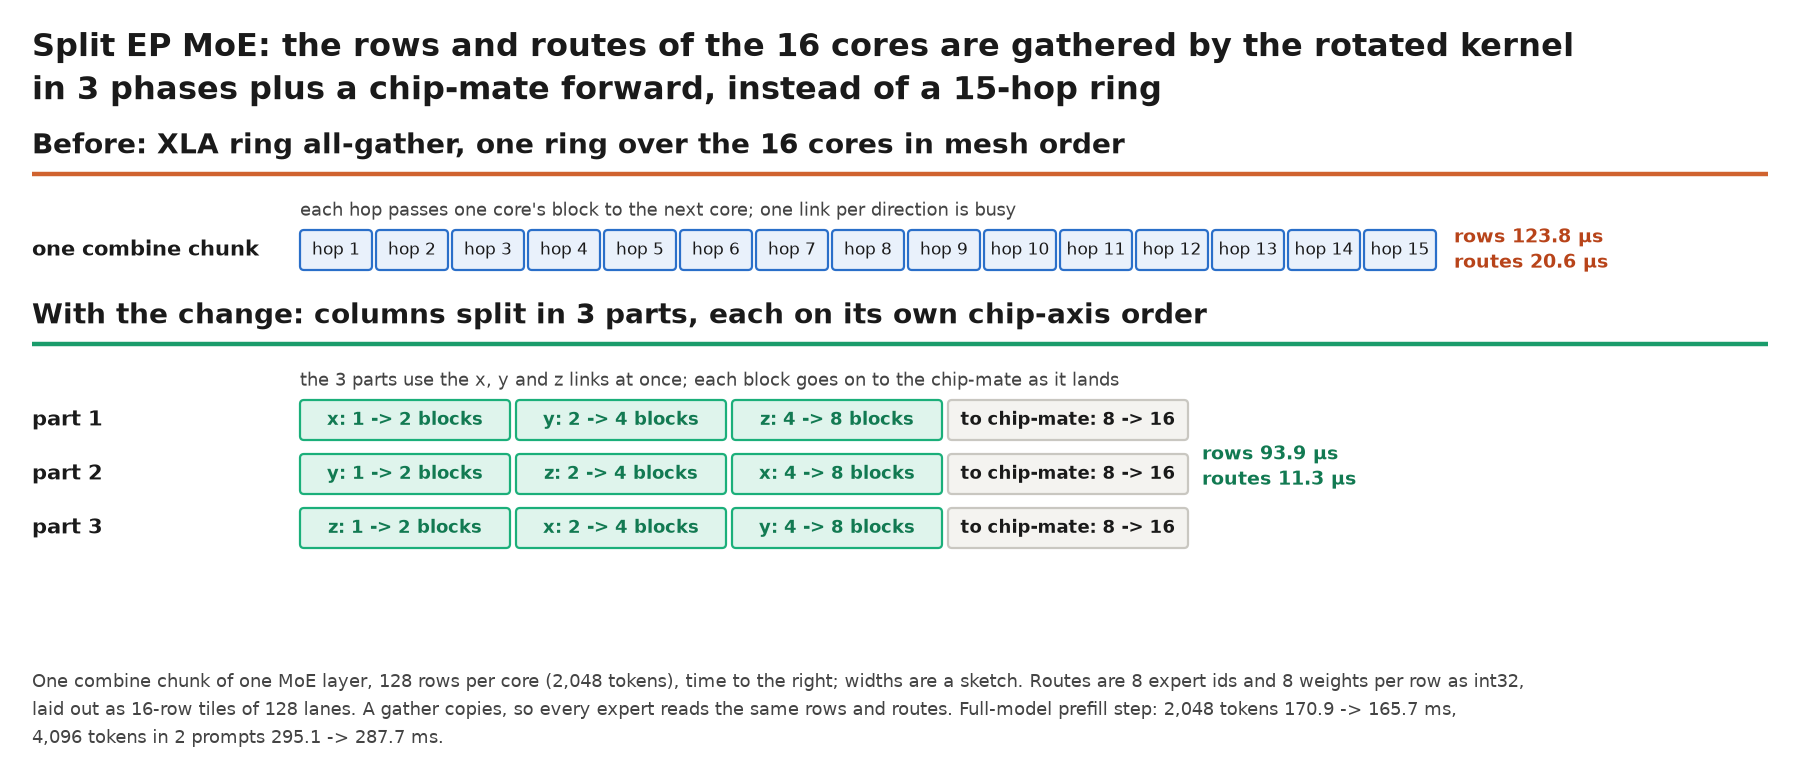 Split EP MoE: the rows and routes of the 16 cores are gathered by the rotated kernel
in 3 phases plus a chip-mate forward, instead of a 15-hop ring
Before: XLA ring all-gather, one ring over the 16 cores in mesh order
each hop passes one core's block to the next core; one link per direction is busy
one combine chunk
hop 1
hop 2
hop 3
hop 4
hop 5
hop 6
hop 7
hop 8
hop 9
hop 10
hop 11
hop 12
hop 13
hop 14
hop 15
rows 123.8 µs
routes 20.6 µs
With the change: columns split in 3 parts, each on its own chip-axis order
the 3 parts use the x, y and z links at once; each block goes on to the chip-mate as it lands
part 1
x: 1 -> 2 blocks
y: 2 -> 4 blocks
z: 4 -> 8 blocks
to chip-mate: 8 -> 16
part 2
y: 1 -> 2 blocks
z: 2 -> 4 blocks
x: 4 -> 8 blocks
to chip-mate: 8 -> 16
rows 93.9 µs
routes 11.3 µs
part 3
z: 1 -> 2 blocks
x: 2 -> 4 blocks
y: 4 -> 8 blocks
to chip-mate: 8 -> 16
One combine chunk of one MoE layer, 128 rows per core (2,048 tokens), time to the right; widths are a sketch. Routes are 8 expert ids and 8 weights per row as int32,
laid out as 16-row tiles of 128 lanes. A gather copies, so every expert reads the same rows and routes. Full-model prefill step: 2,048 tokens 170.9 -> 165.7 ms,
4,096 tokens in 2 prompts 295.1 -> 287.7 ms.